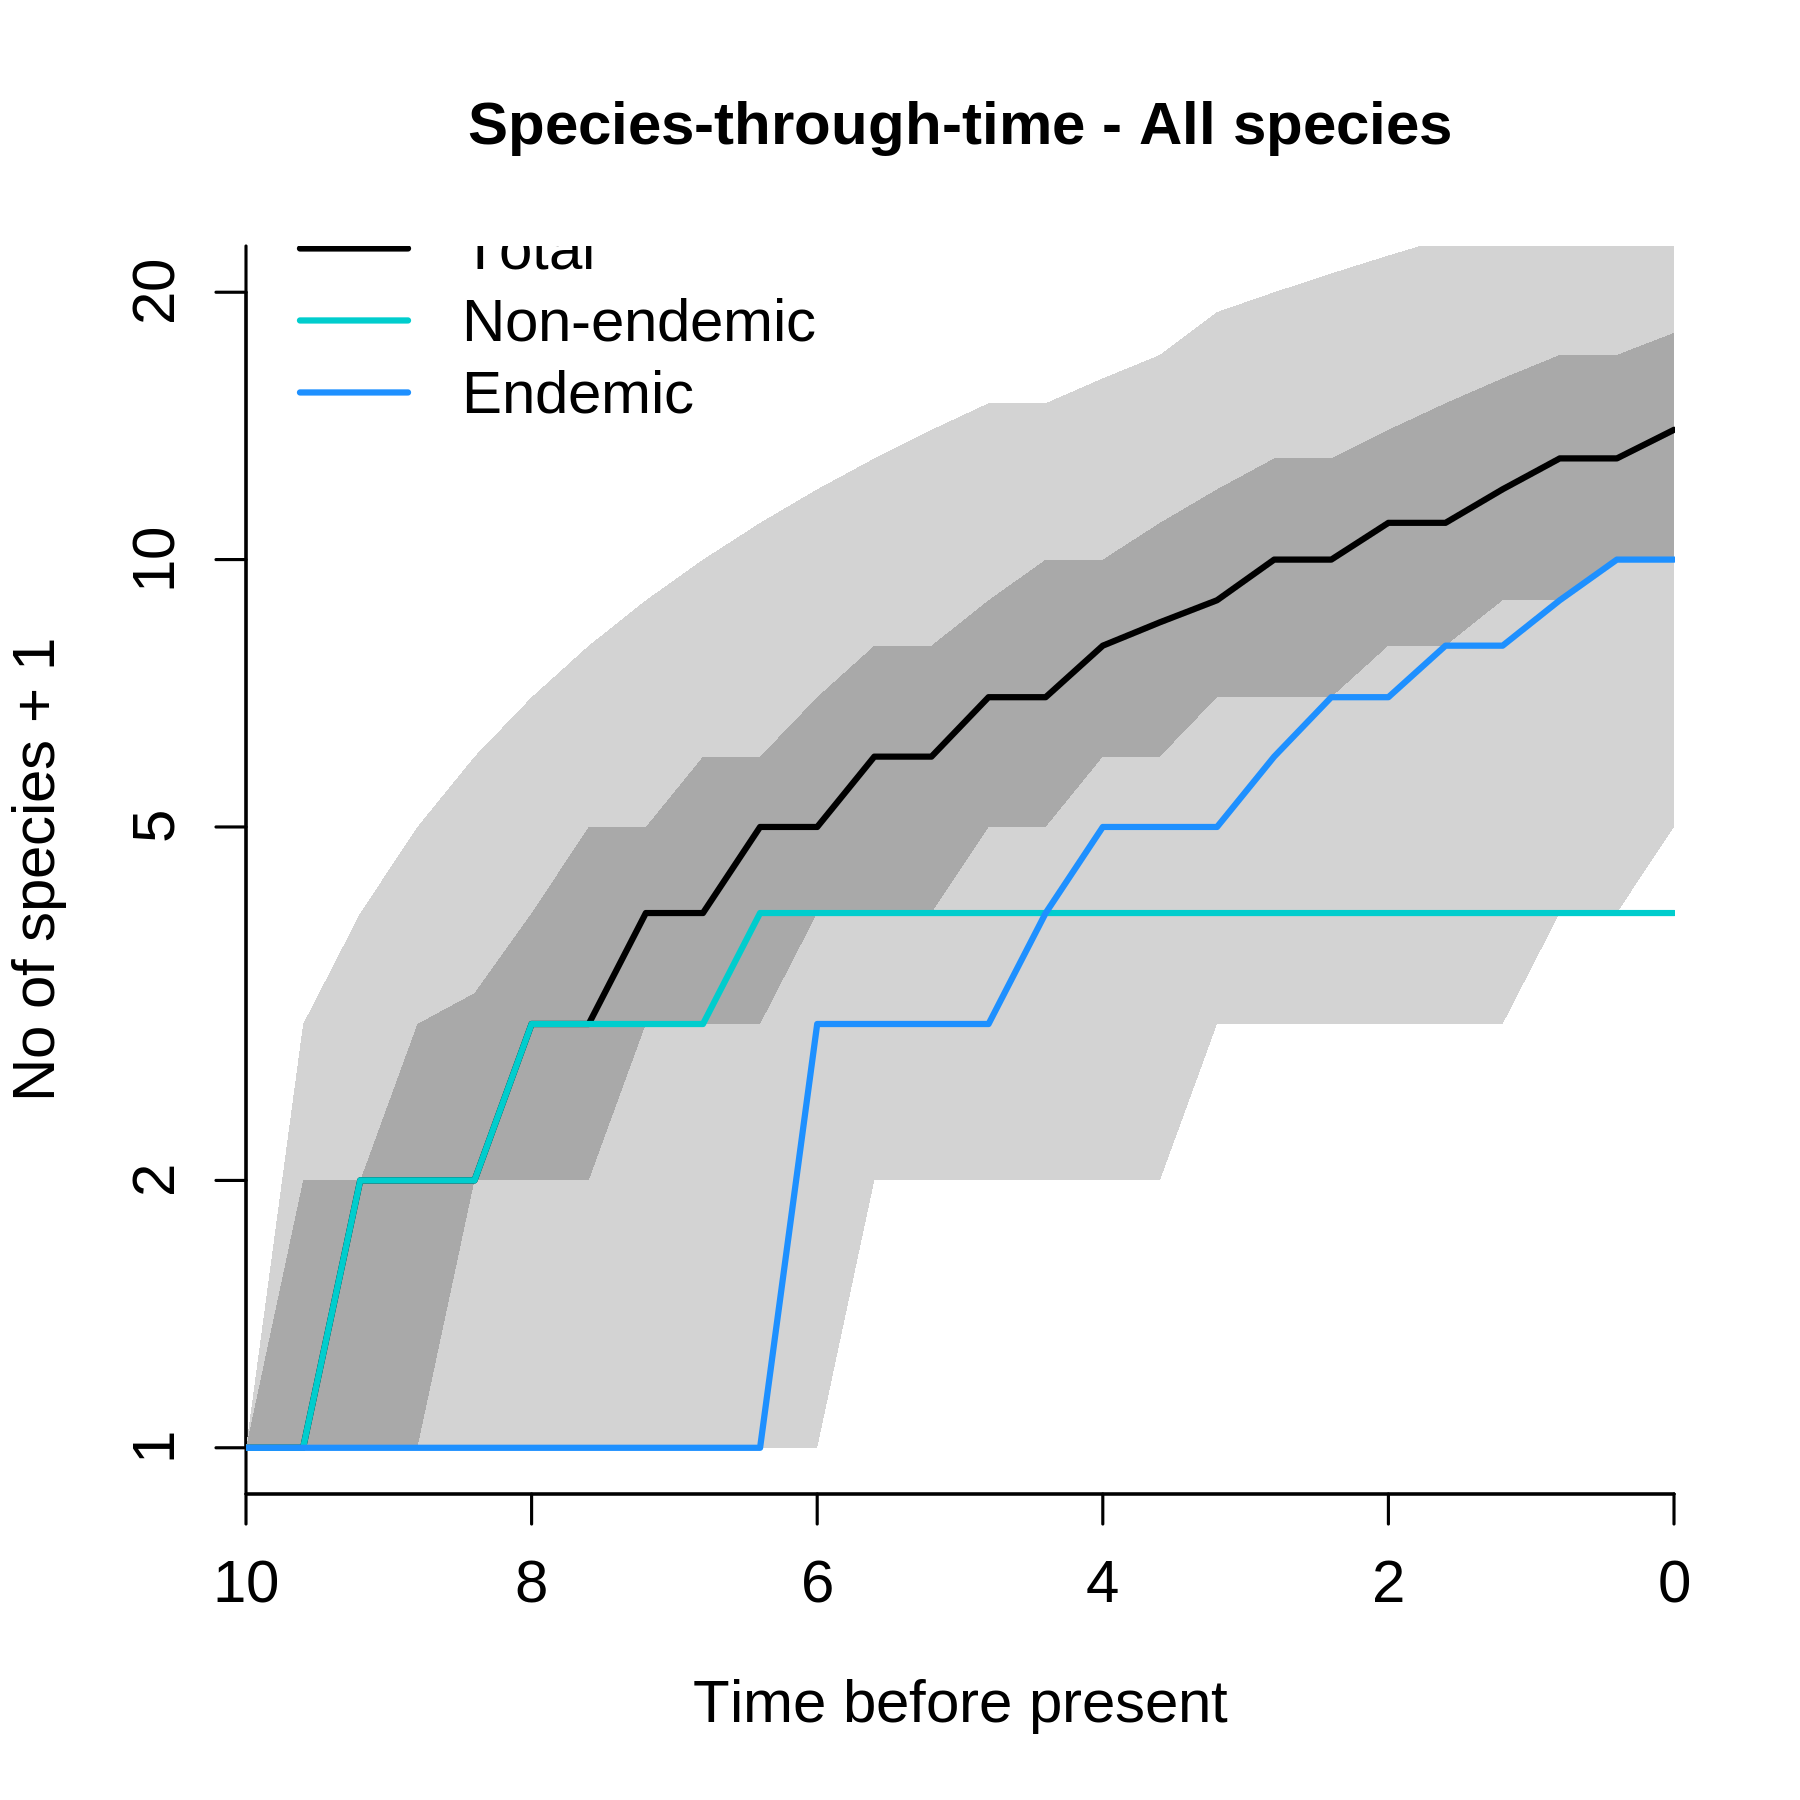 Species-through-time - All species
Total
Non-endemic
Endemic
No of species + 1
20
10
5
2
1
10 8 6 4 2 0
Time before present